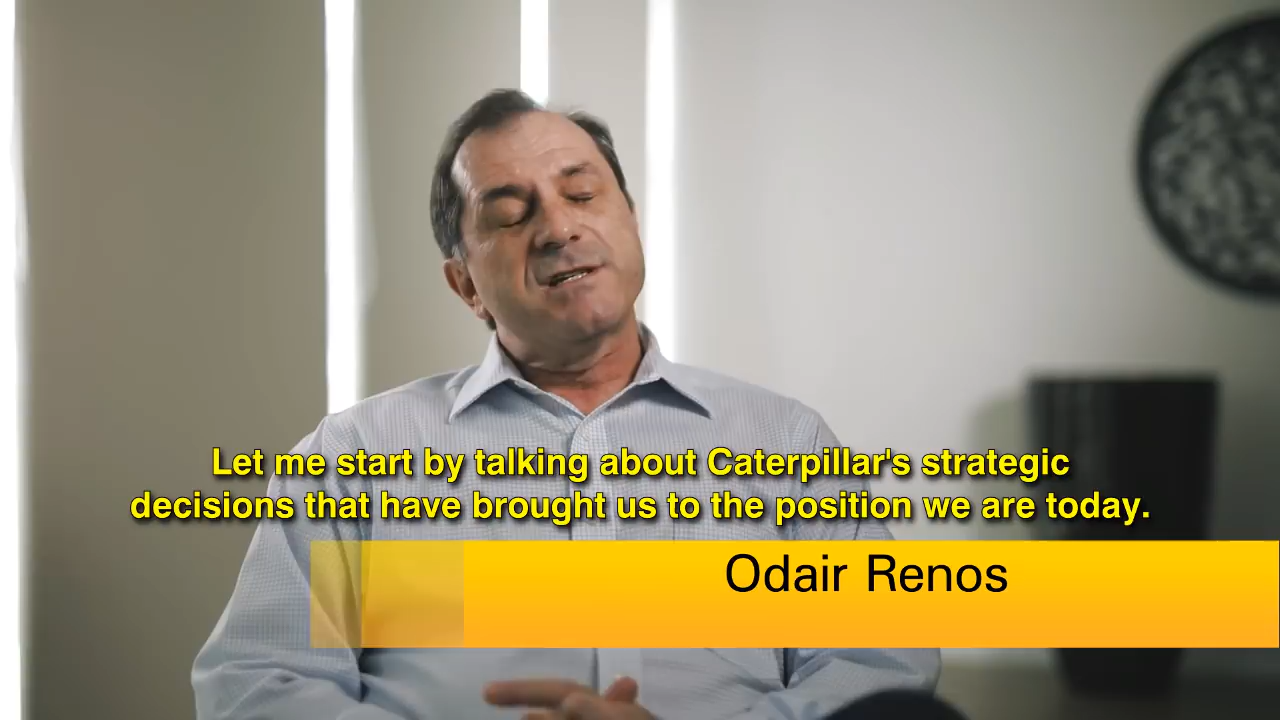 Let me start by talking about Caterpillar's strategic
decisions that have brought us to the position we are today.
Odair Renos